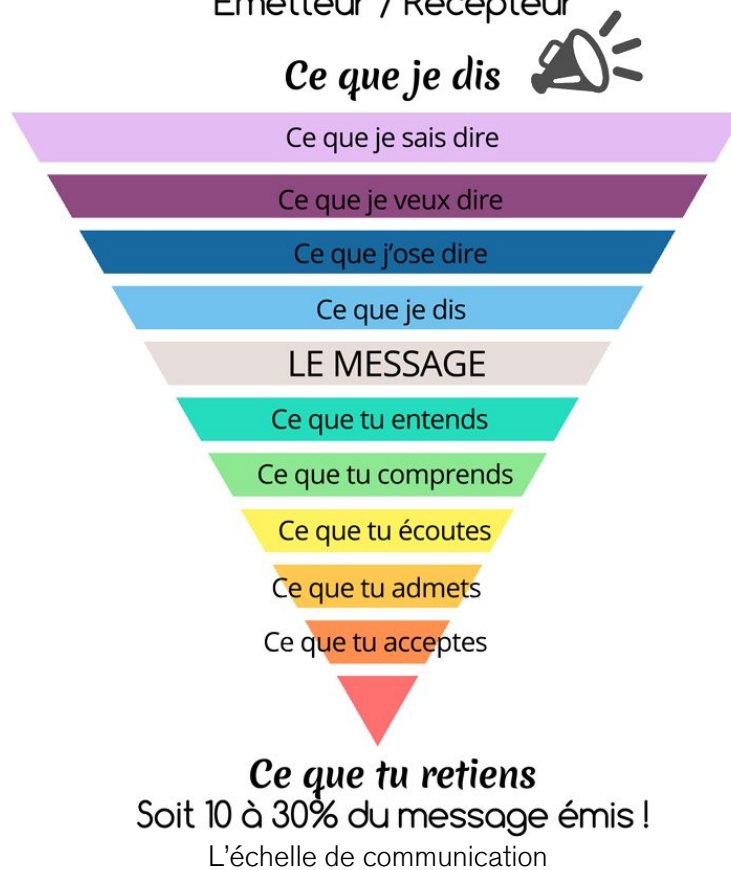 Emetteur / Récepteur
Ce que je dis
Ce que je sais dire
Ce que je veux dire
Ce que j'ose dire
Ce que je dis
LE MESSAGE
Ce que tu entends
Ce que tu comprends
Ce que tu écoutes
Ce que tu admets
Ce que tu acceptes
Ce que tu retiens
Soit 10 à 30% du message émis !
L'échelle de communication